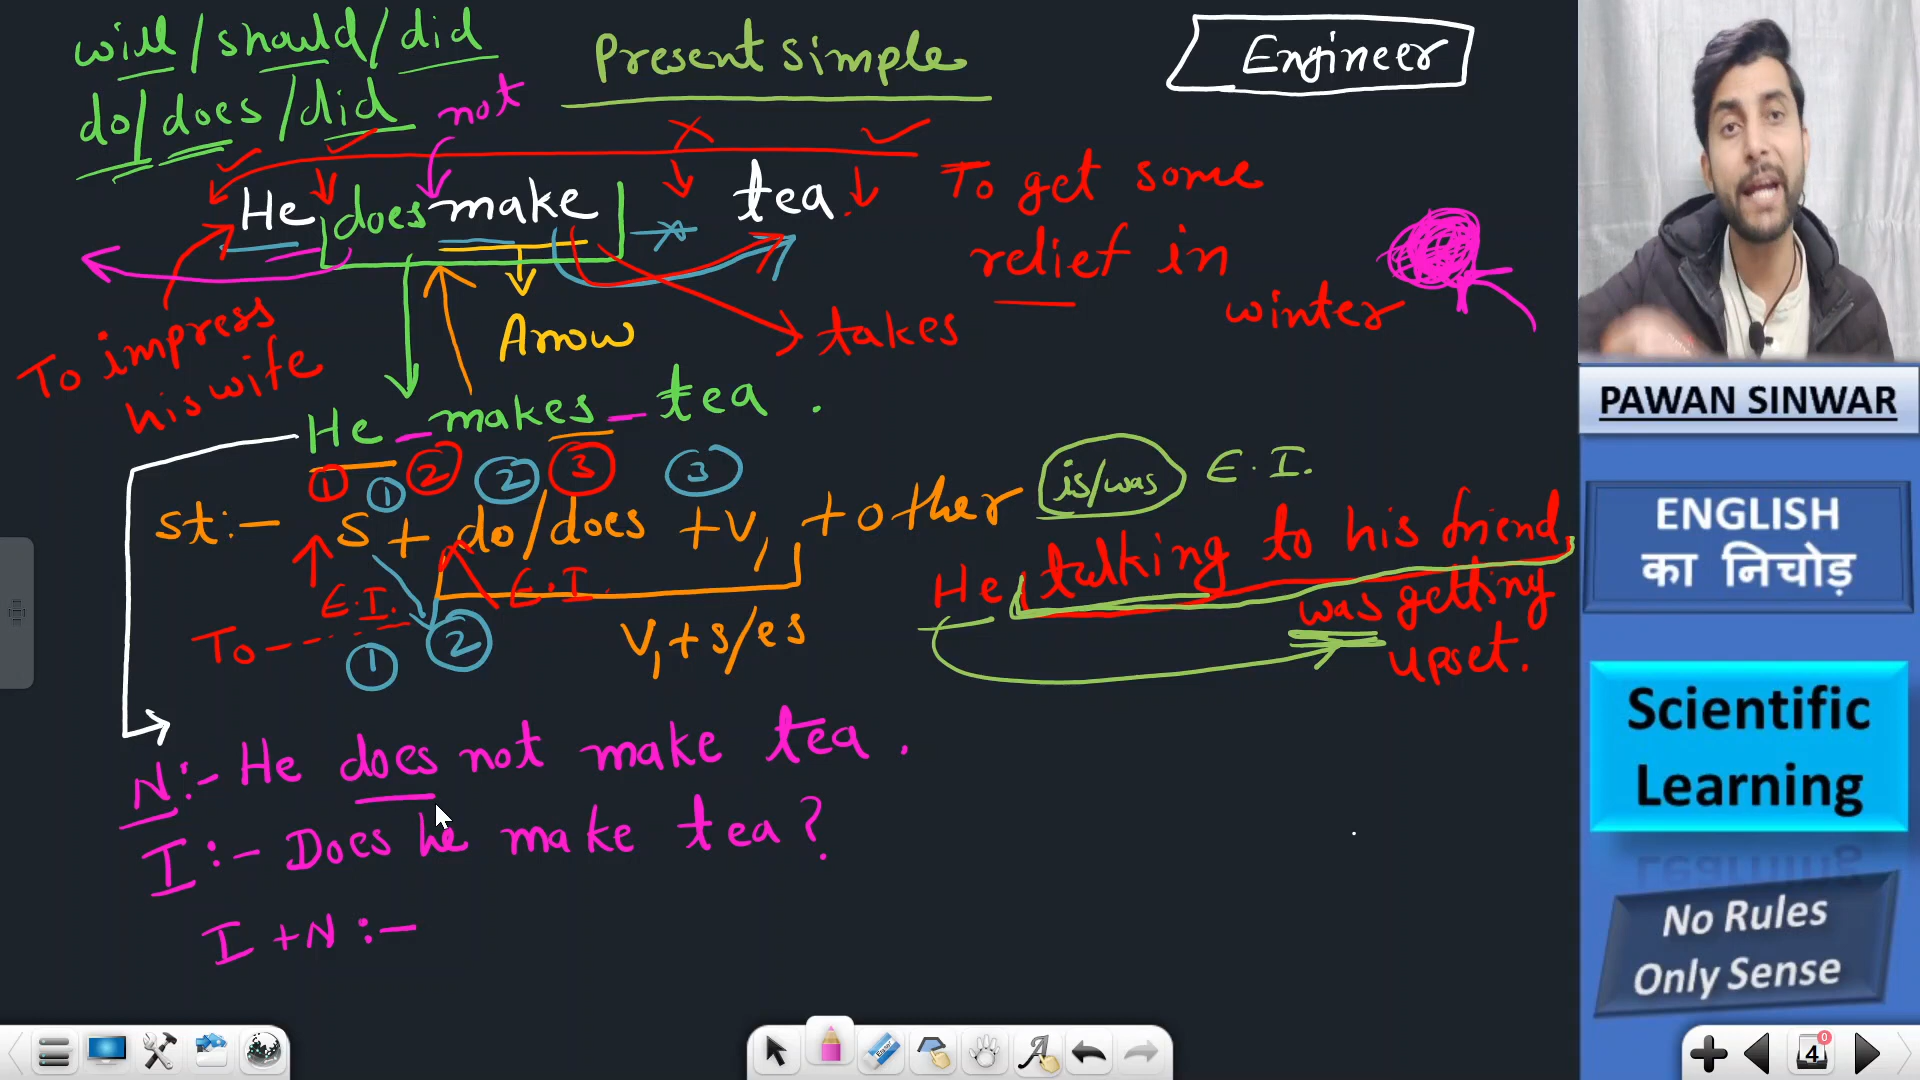 will/should/did
do/does/did
not
Present simple
Engineer
He does make tea.
To get some
relief in
winter
To impress
his wife
Arrow
takes
He makes tea.
① ① ② ② ③ ③
st:- S + do/does + V₁ + other
is/was E.I.
E.I. E.I.
To
① ②
V₁+s/es
He, talking to his friend,
was getting
upset.
N:- He does not make tea.
I:- Does he make tea?
I+N:-
PAWAN SINWAR
ENGLISH
का निचोड़
Scientific
Learning
No Rules
Only Sense
4
0